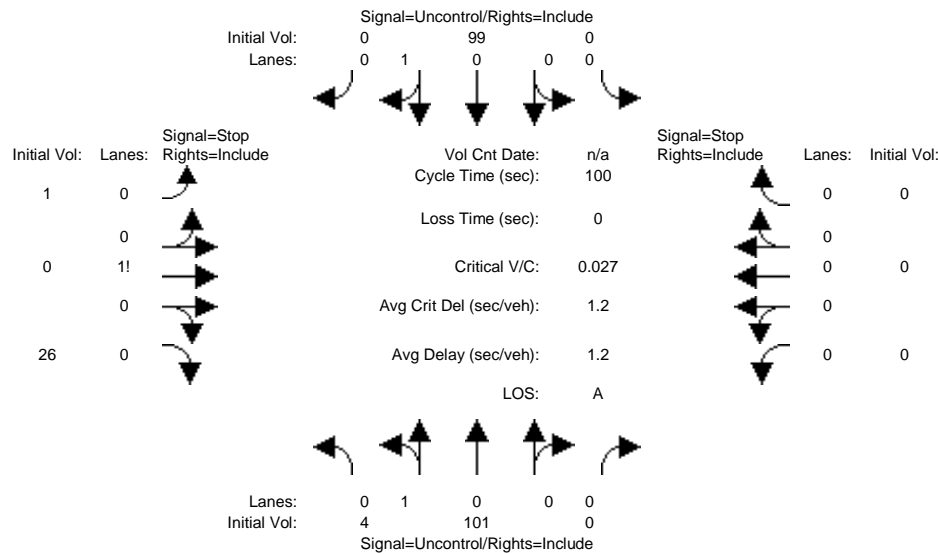 Signal=Uncontrol/Rights=Include
Initial Vol: 0 99 0
Lanes: 0 1 0 0 0
Signal=Stop Signal=Stop
Initial Vol: Lanes: Rights=Include Vol Cnt Date: n/a Rights=Include Lanes: Initial Vol:
Cycle Time (sec): 100
1 0 0 0
Loss Time (sec): 0
0 0
0 1! Critical V/C: 0.027 0 0
0 Avg Crit Del (sec/veh): 1.2 0
26 0 Avg Delay (sec/veh): 1.2 0 0
LOS: A
Lanes: 0 1 0 0 0
Initial Vol: 4 101 0
Signal=Uncontrol/Rights=Include